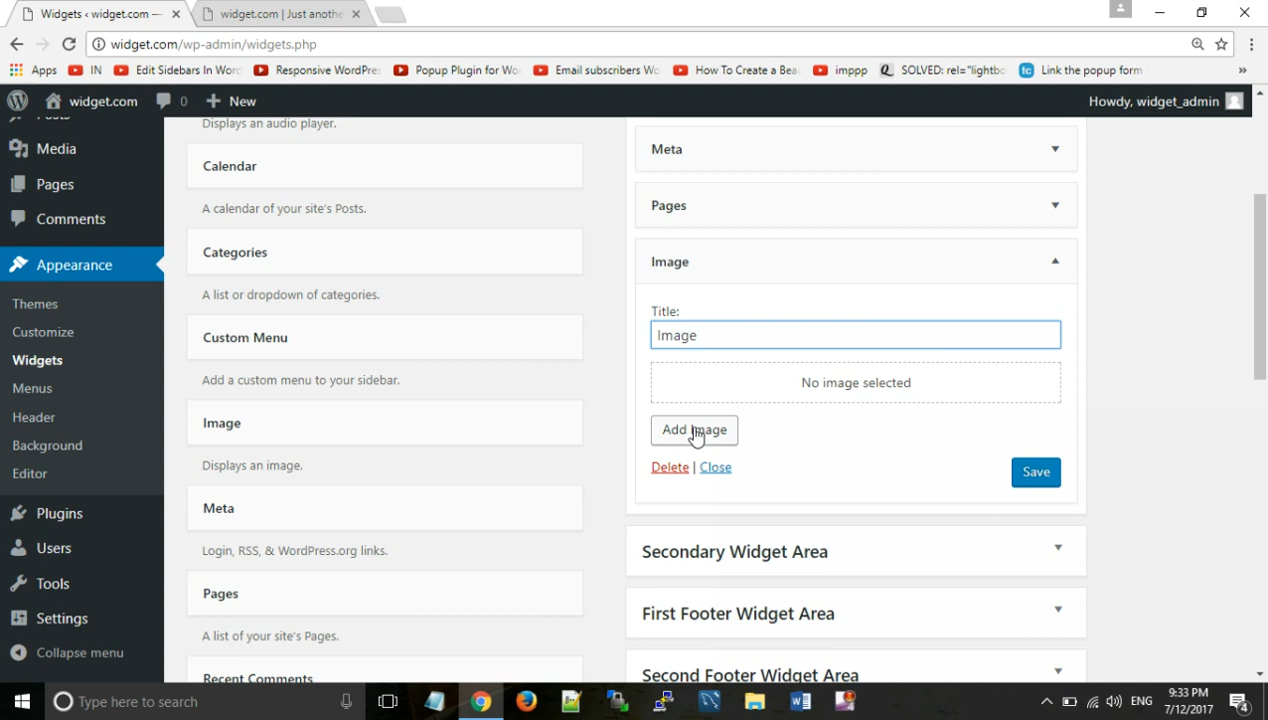 Widgets ‹ widget.com —
widget.com | Just anothe
widget.com/wp-admin/widgets.php
Apps
IN
Edit Sidebars In Wor
Responsive WordPre
Popup Plugin for Wo
Email subscribers Wo
How To Create a Bea
imppp
SOLVED: rel="lightbo
Link the popup form
»
widget.com
0
New
Howdy, widget_admin
Posts
Media
Pages
Comments
Appearance
Themes
Customize
Widgets
Menus
Header
Background
Editor
Plugins
Users
Tools
Settings
Collapse menu
Displays an audio player.
Calendar
A calendar of your site's Posts.
Categories
A list or dropdown of categories.
Custom Menu
Add a custom menu to your sidebar.
Image
Displays an image.
Meta
Login, RSS, & WordPress.org links.
Pages
A list of your site's Pages.
Recent Comments
Meta
Pages
Image
Title:
Image
No image selected
Add Image
Delete | Close
Save
Secondary Widget Area
First Footer Widget Area
Second Footer Widget Area
Type here to search
ENG
9:33 PM
7/12/2017
4